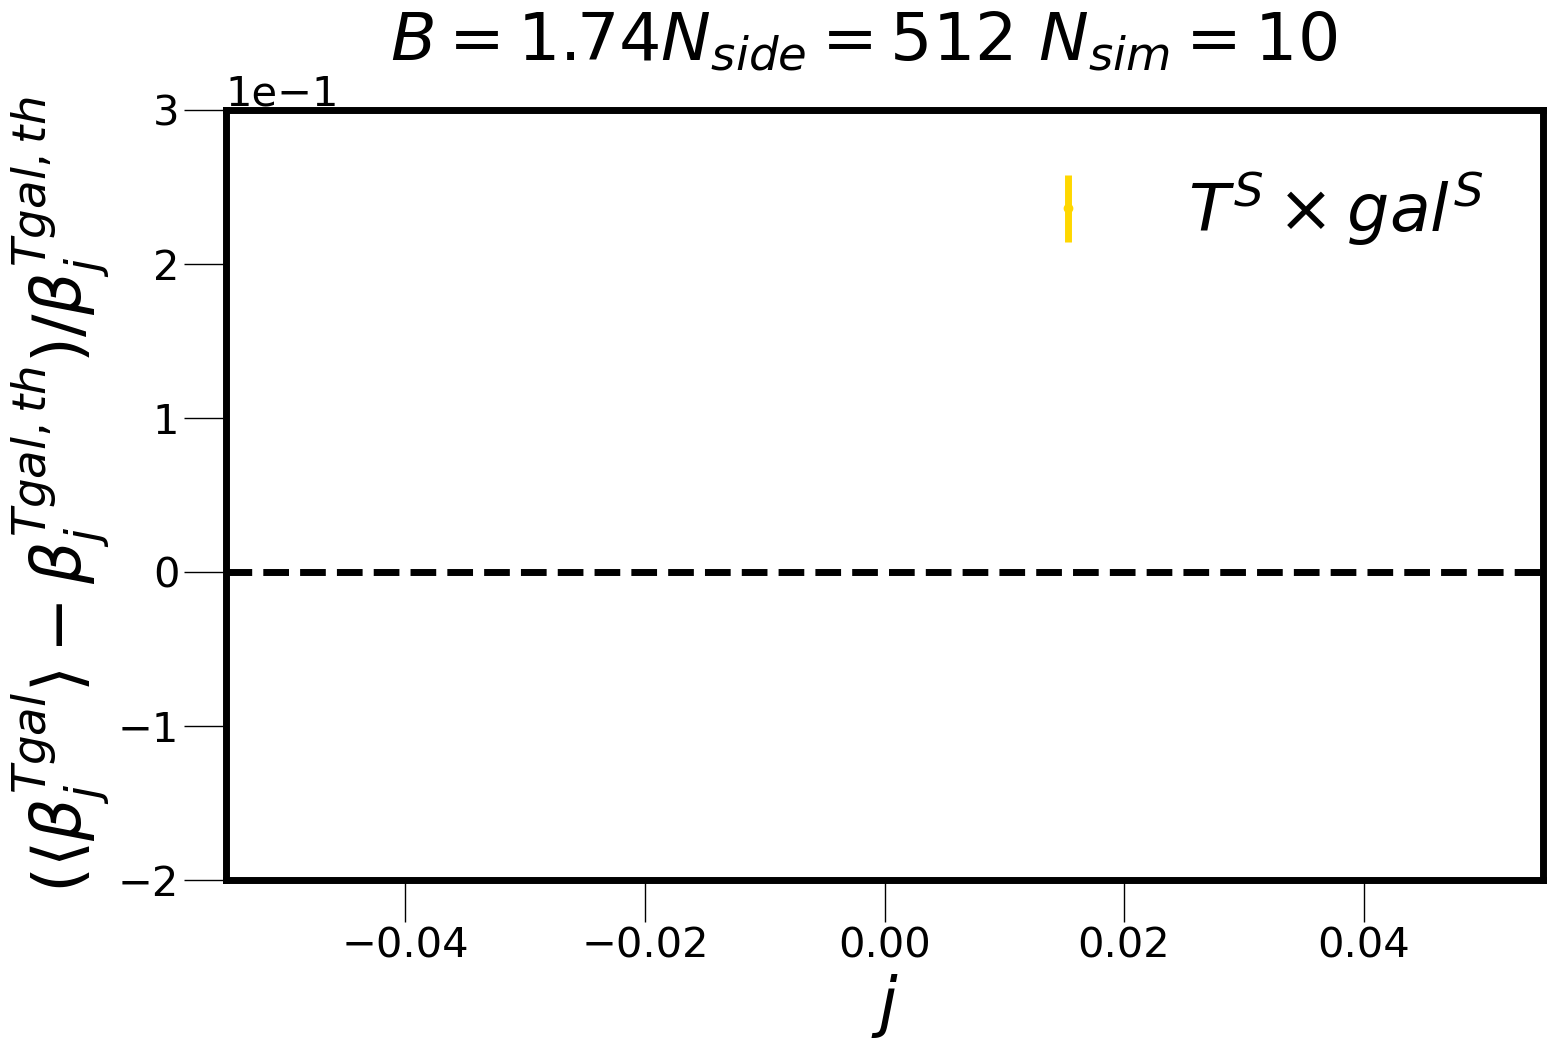 B = 1.74N_{side} = 512 N_{sim} = 10
1e−1
3
2
1
0
−1
−2
(⟨β_j^{Tgal}⟩ − β_j^{Tgal, th})/β_j^{Tgal, th}
T^S × gal^S
−0.04 −0.02 0.00 0.02 0.04
j